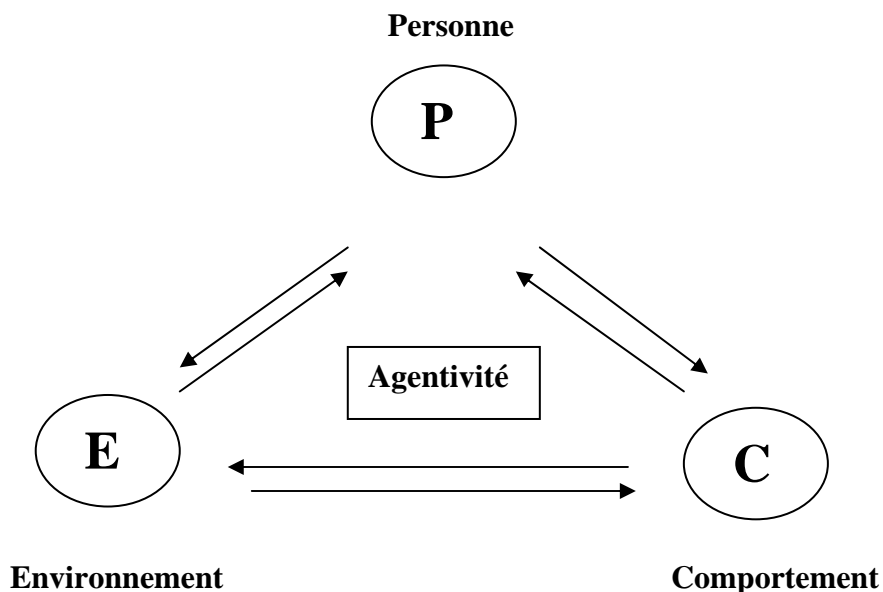 Personne
P
Agentivité
E
C
Environnement
Comportement